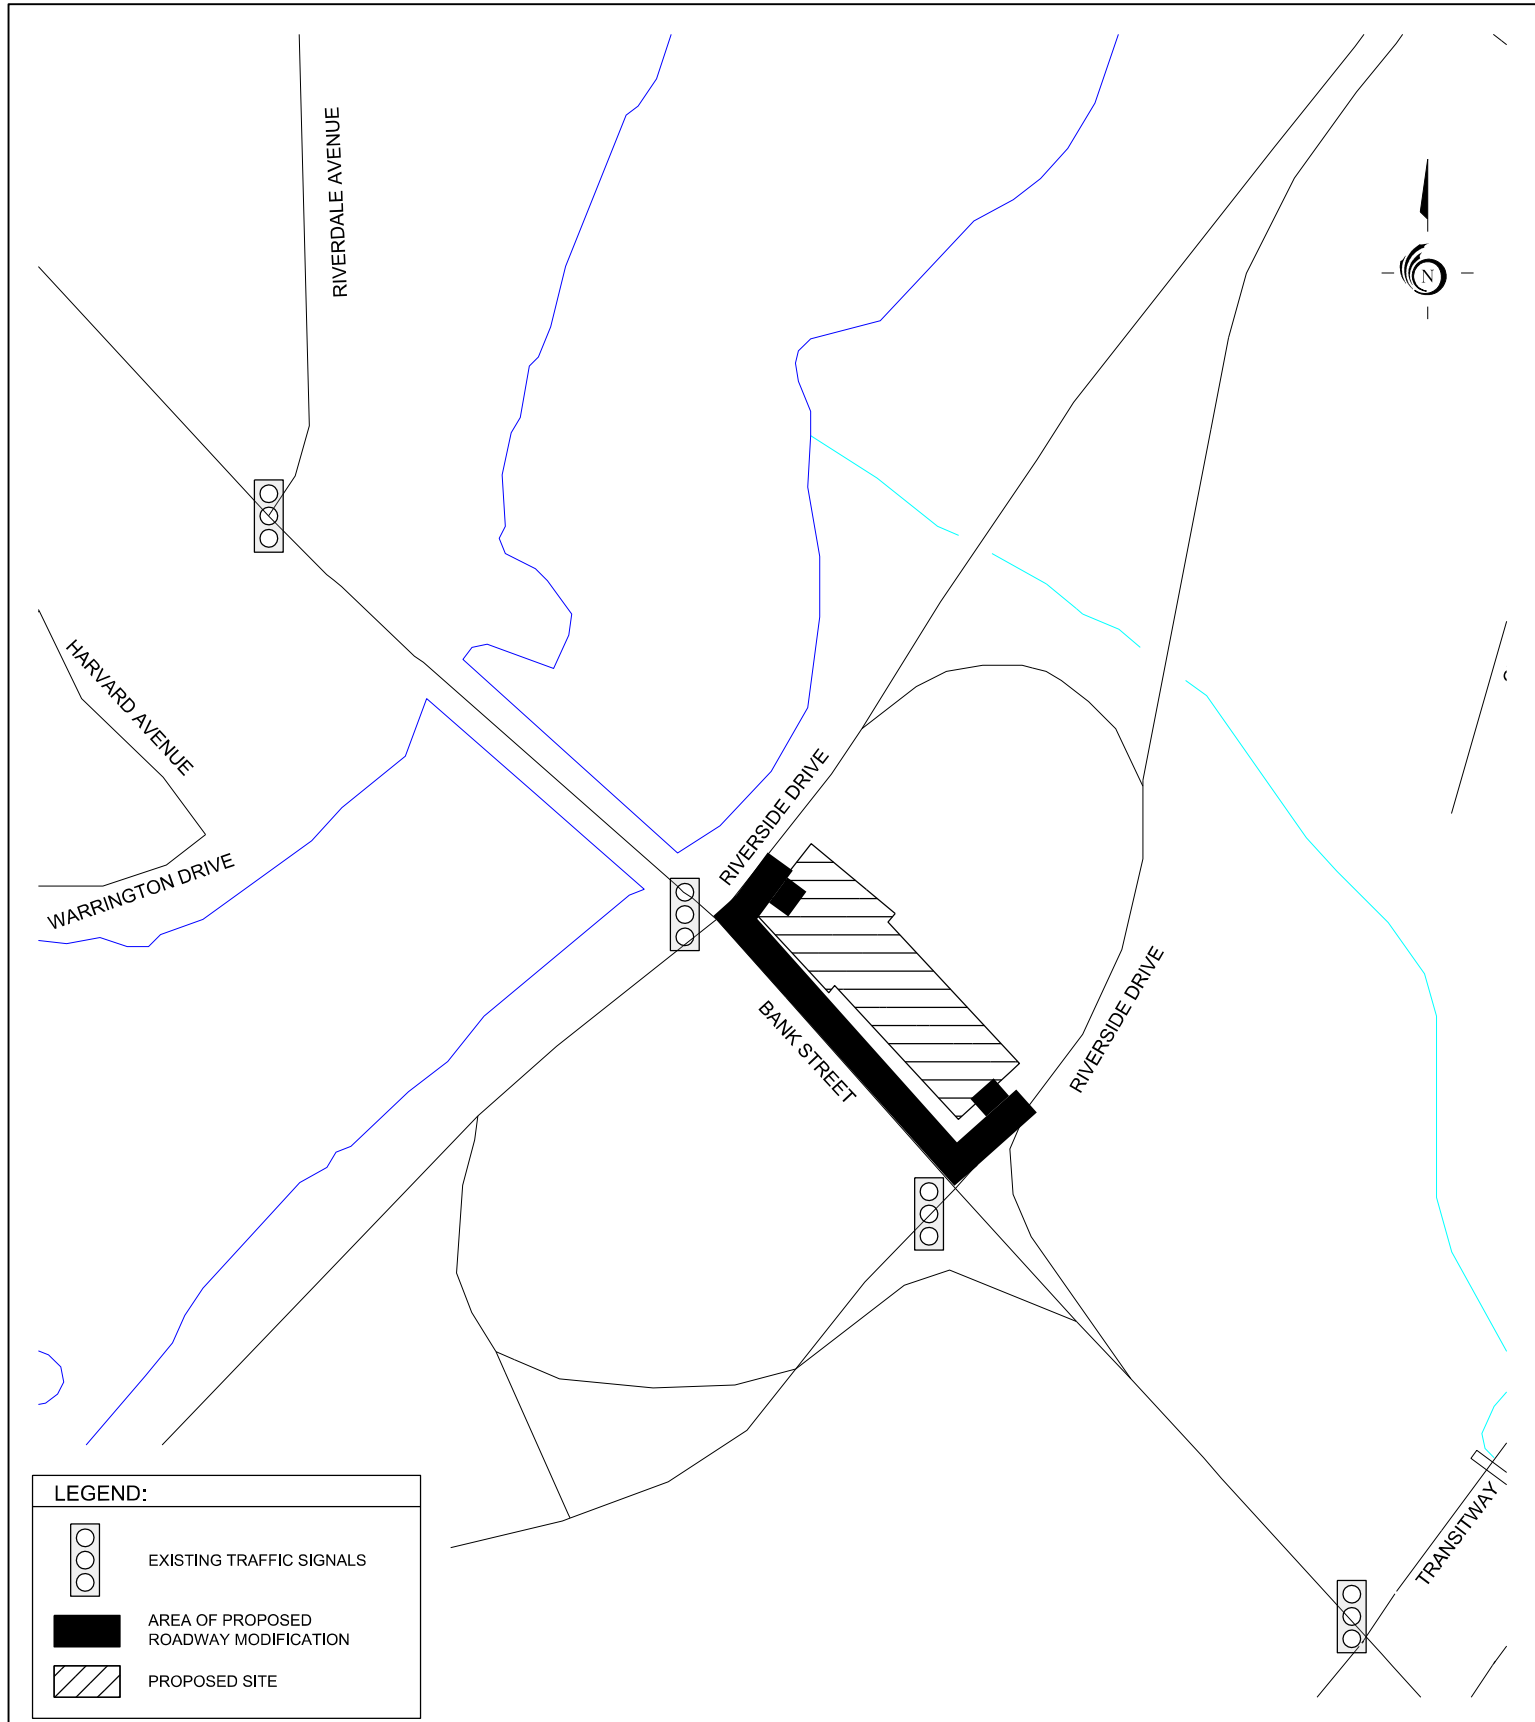 RIVERDALE AVENUE
N
HARVARD AVENUE
WARRINGTON DRIVE
RIVERSIDE DRIVE
BANK STREET
RIVERSIDE DRIVE
TRANSITWAY
LEGEND:
EXISTING TRAFFIC SIGNALS
AREA OF PROPOSED
ROADWAY MODIFICATION
PROPOSED SITE